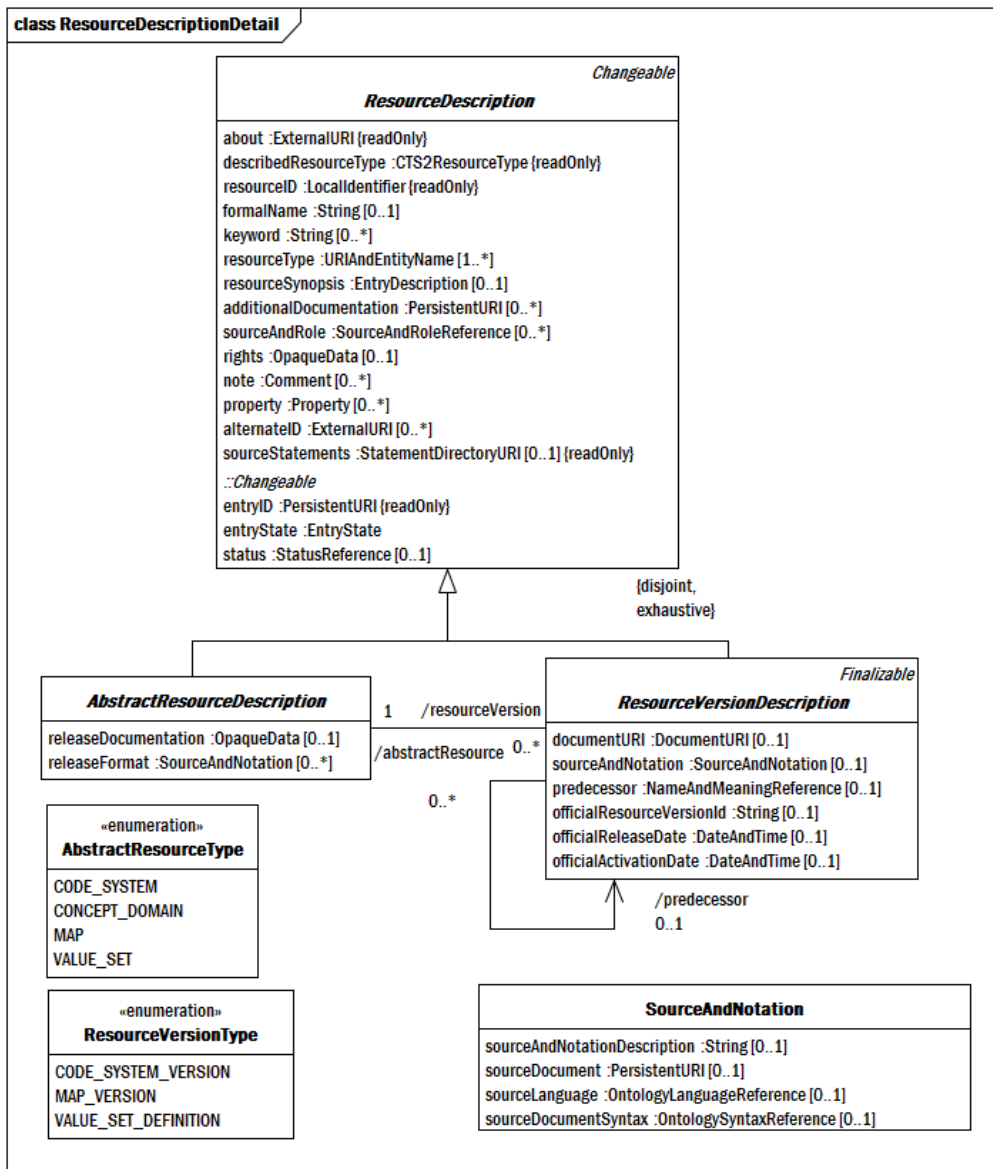 class ResourceDescriptionDetail
Changeable
ResourceDescription
about :ExternalURI {readOnly}
describedResourceType :CTS2ResourceType {readOnly}
resourceID :LocalIdentifier {readOnly}
formalName :String [0..1]
keyword :String [0..*]
resourceType :URIAndEntityName [1..*]
resourceSynopsis :EntryDescription [0..1]
additionalDocumentation :PersistentURI [0..*]
sourceAndRole :SourceAndRoleReference [0..*]
rights :OpaqueData [0..1]
note :Comment [0..*]
property :Property [0..*]
alternateID :ExternalURI [0..*]
sourceStatements :StatementDirectoryURI [0..1] {readOnly}
::Changeable
entryID :PersistentURI {readOnly}
entryState :EntryState
status :StatusReference [0..1]
{disjoint,
exhaustive}
AbstractResourceDescription
releaseDocumentation :OpaqueData [0..1]
releaseFormat :SourceAndNotation [0..*]
1 /resourceVersion
/abstractResource 0..*
Finalizable
ResourceVersionDescription
documentURI :DocumentURI [0..1]
sourceAndNotation :SourceAndNotation [0..1]
predecessor :NameAndMeaningReference [0..1]
officialResourceVersionId :String [0..1]
officialReleaseDate :DateAndTime [0..1]
officialActivationDate :DateAndTime [0..1]
0..*
/predecessor
0..1
«enumeration»
AbstractResourceType
CODE_SYSTEM
CONCEPT_DOMAIN
MAP
VALUE_SET
«enumeration»
ResourceVersionType
CODE_SYSTEM_VERSION
MAP_VERSION
VALUE_SET_DEFINITION
SourceAndNotation
sourceAndNotationDescription :String [0..1]
sourceDocument :PersistentURI [0..1]
sourceLanguage :OntologyLanguageReference [0..1]
sourceDocumentSyntax :OntologySyntaxReference [0..1]